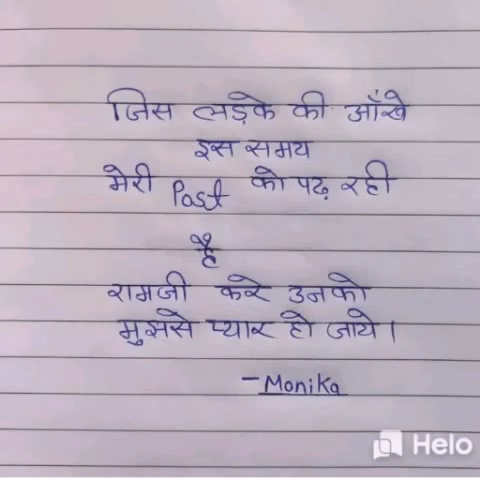 जिस लड़के की आँखे
इस समय
मेरी Post को पढ़ रही
है
रामजी करे उनको
मुझसे प्यार हो जाये।
-Monika
Helo